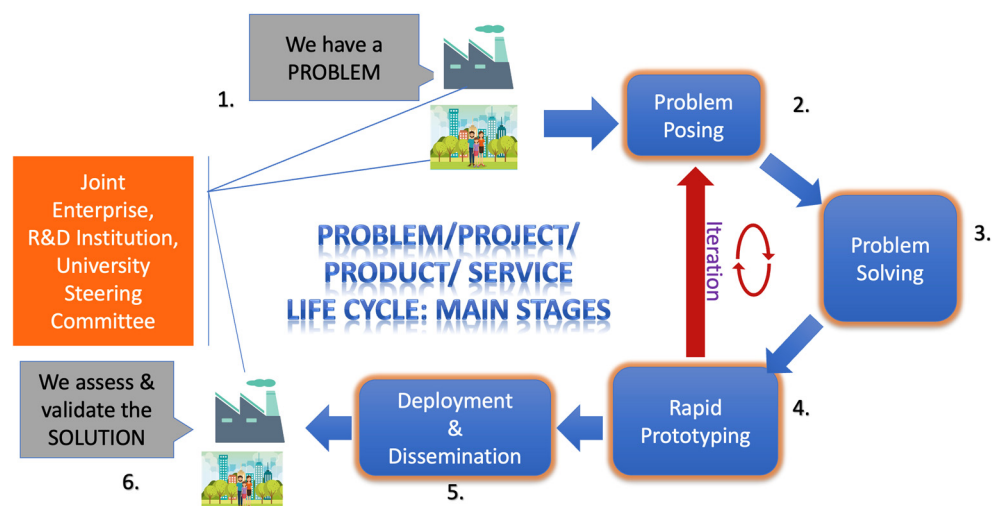 We have a
PROBLEM
1.
Problem
Posing
2.
Joint
Enterprise,
R&D Institution,
University
Steering
Committee
PROBLEM/PROJECT/
PRODUCT/ SERVICE
LIFE CYCLE: MAIN STAGES
Iteration
Problem
Solving
3.
We assess &
validate the
SOLUTION
6.
Deployment
&
Dissemination
5.
Rapid
Prototyping
4.